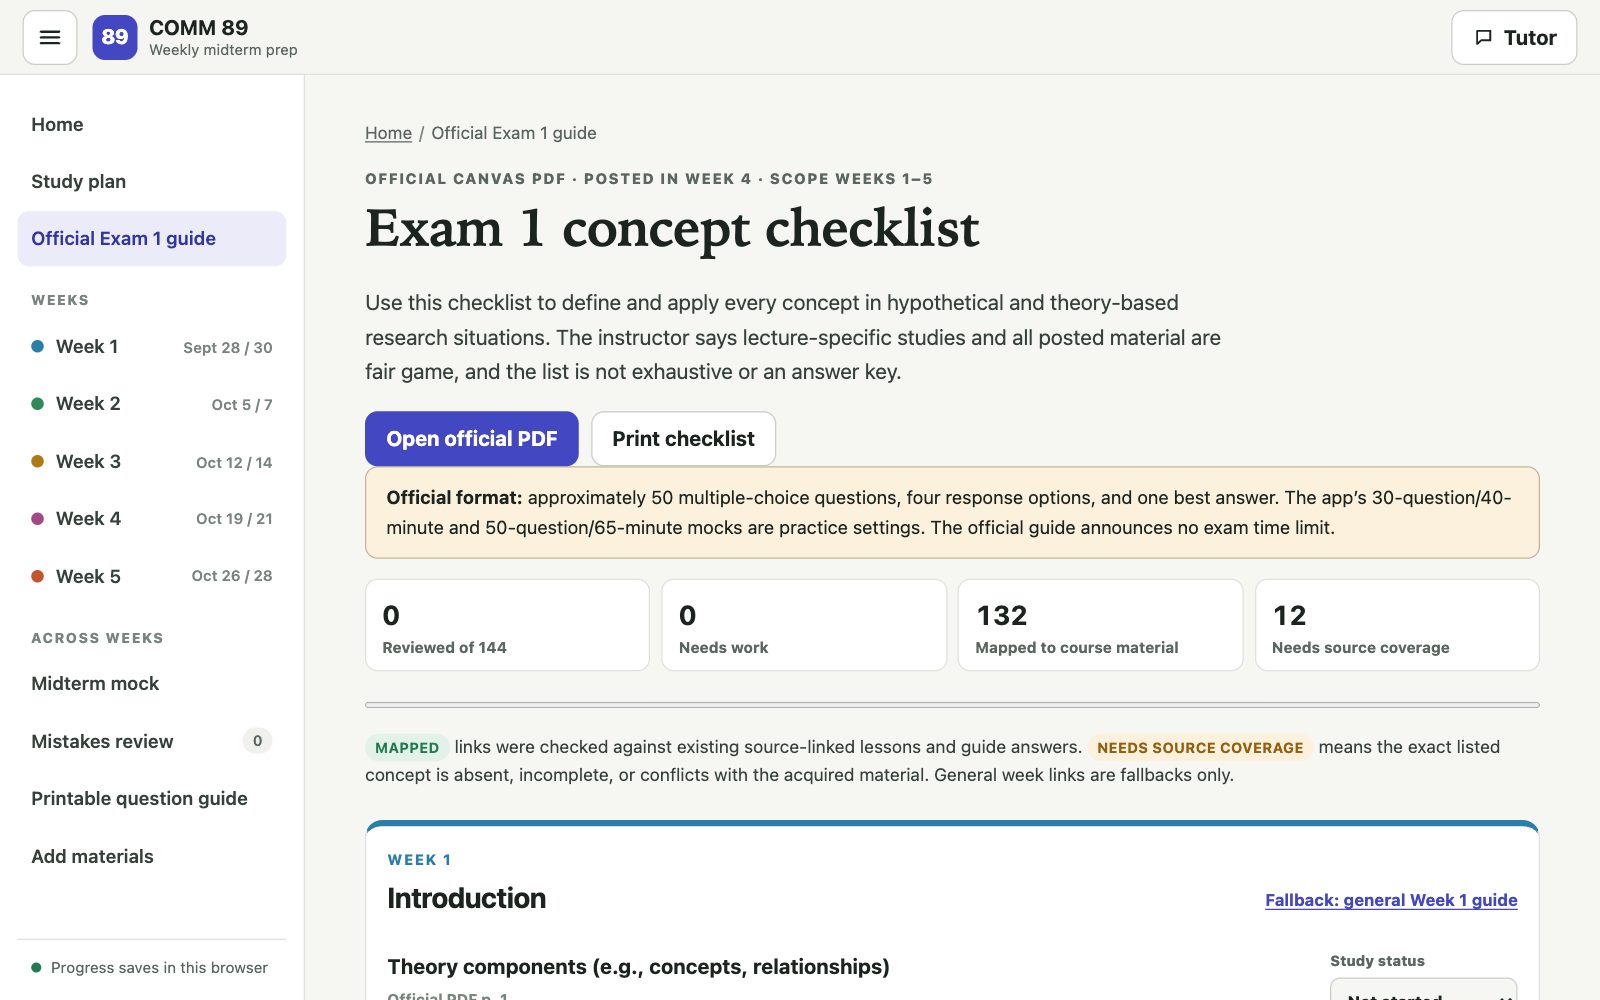 89
COMM 89
Weekly midterm prep
Tutor
Home
Study plan
Official Exam 1 guide
WEEKS
Week 1 Sept 28 / 30
Week 2 Oct 5 / 7
Week 3 Oct 12 / 14
Week 4 Oct 19 / 21
Week 5 Oct 26 / 28
ACROSS WEEKS
Midterm mock
Mistakes review 0
Printable question guide
Add materials
Progress saves in this browser
Home / Official Exam 1 guide
OFFICIAL CANVAS PDF · POSTED IN WEEK 4 · SCOPE WEEKS 1–5
Exam 1 concept checklist
Use this checklist to define and apply every concept in hypothetical and theory-based
research situations. The instructor says lecture-specific studies and all posted material are
fair game, and the list is not exhaustive or an answer key.
Open official PDF
Print checklist
Official format: approximately 50 multiple-choice questions, four response options, and one best answer. The app’s 30-question/40-
minute and 50-question/65-minute mocks are practice settings. The official guide announces no exam time limit.
0
Reviewed of 144
0
Needs work
132
Mapped to course material
12
Needs source coverage
MAPPED links were checked against existing source-linked lessons and guide answers. NEEDS SOURCE COVERAGE means the exact listed
concept is absent, incomplete, or conflicts with the acquired material. General week links are fallbacks only.
WEEK 1
Introduction
Fallback: general Week 1 guide
Theory components (e.g., concepts, relationships)
Official PDF p. 1
Study status
Not started